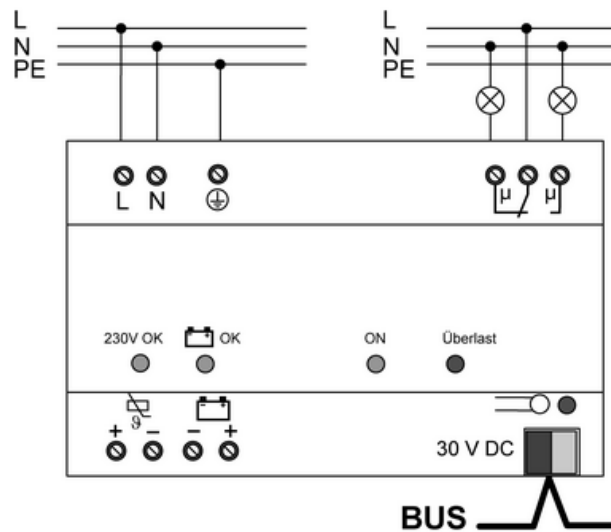 L
N
PE
L
N
PE
L N
µ µ
230V OK
OK
ON
Überlast
ϑ
+ − − +
30 V DC
BUS